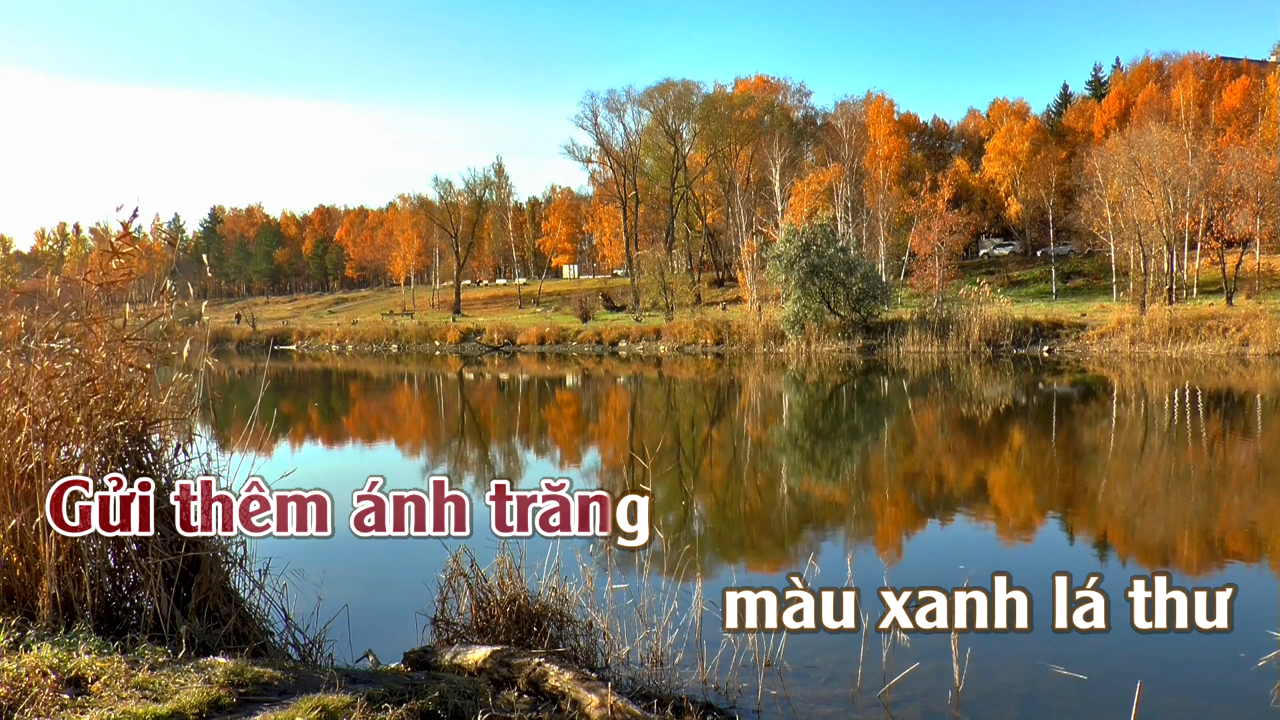 Gửi thêm ánh trăng
màu xanh lá thư